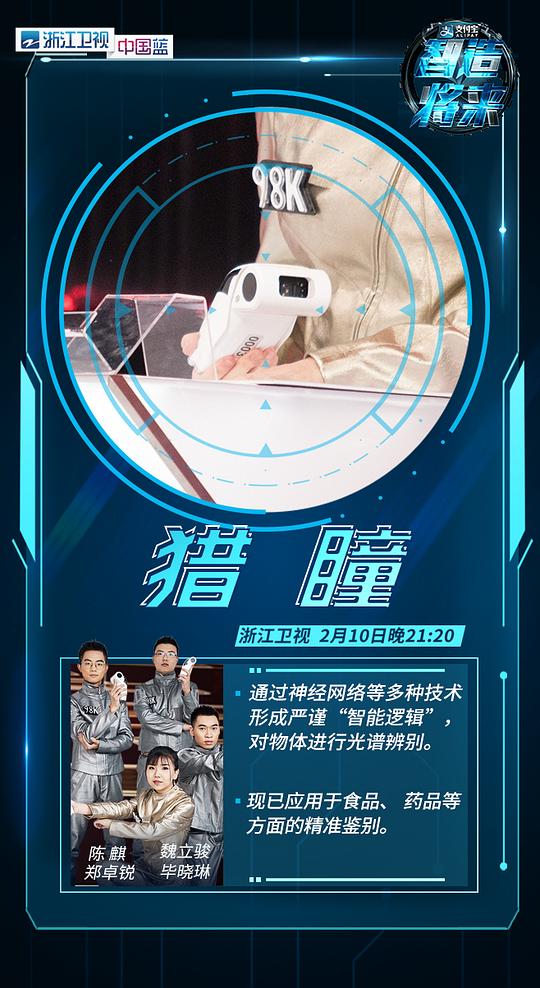 浙江卫视
中国蓝
支付宝
ALIPAY
智造
将来
98K
0003
猎瞳
浙江卫视 2月10日晚21:20
通过神经网络等多种技术
形成严谨“智能逻辑”，
对物体进行光谱辨别。
现已应用于食品、药品等
方面的精准鉴别。
98K
陈麒 魏立骏
郑卓锐 毕晓琳